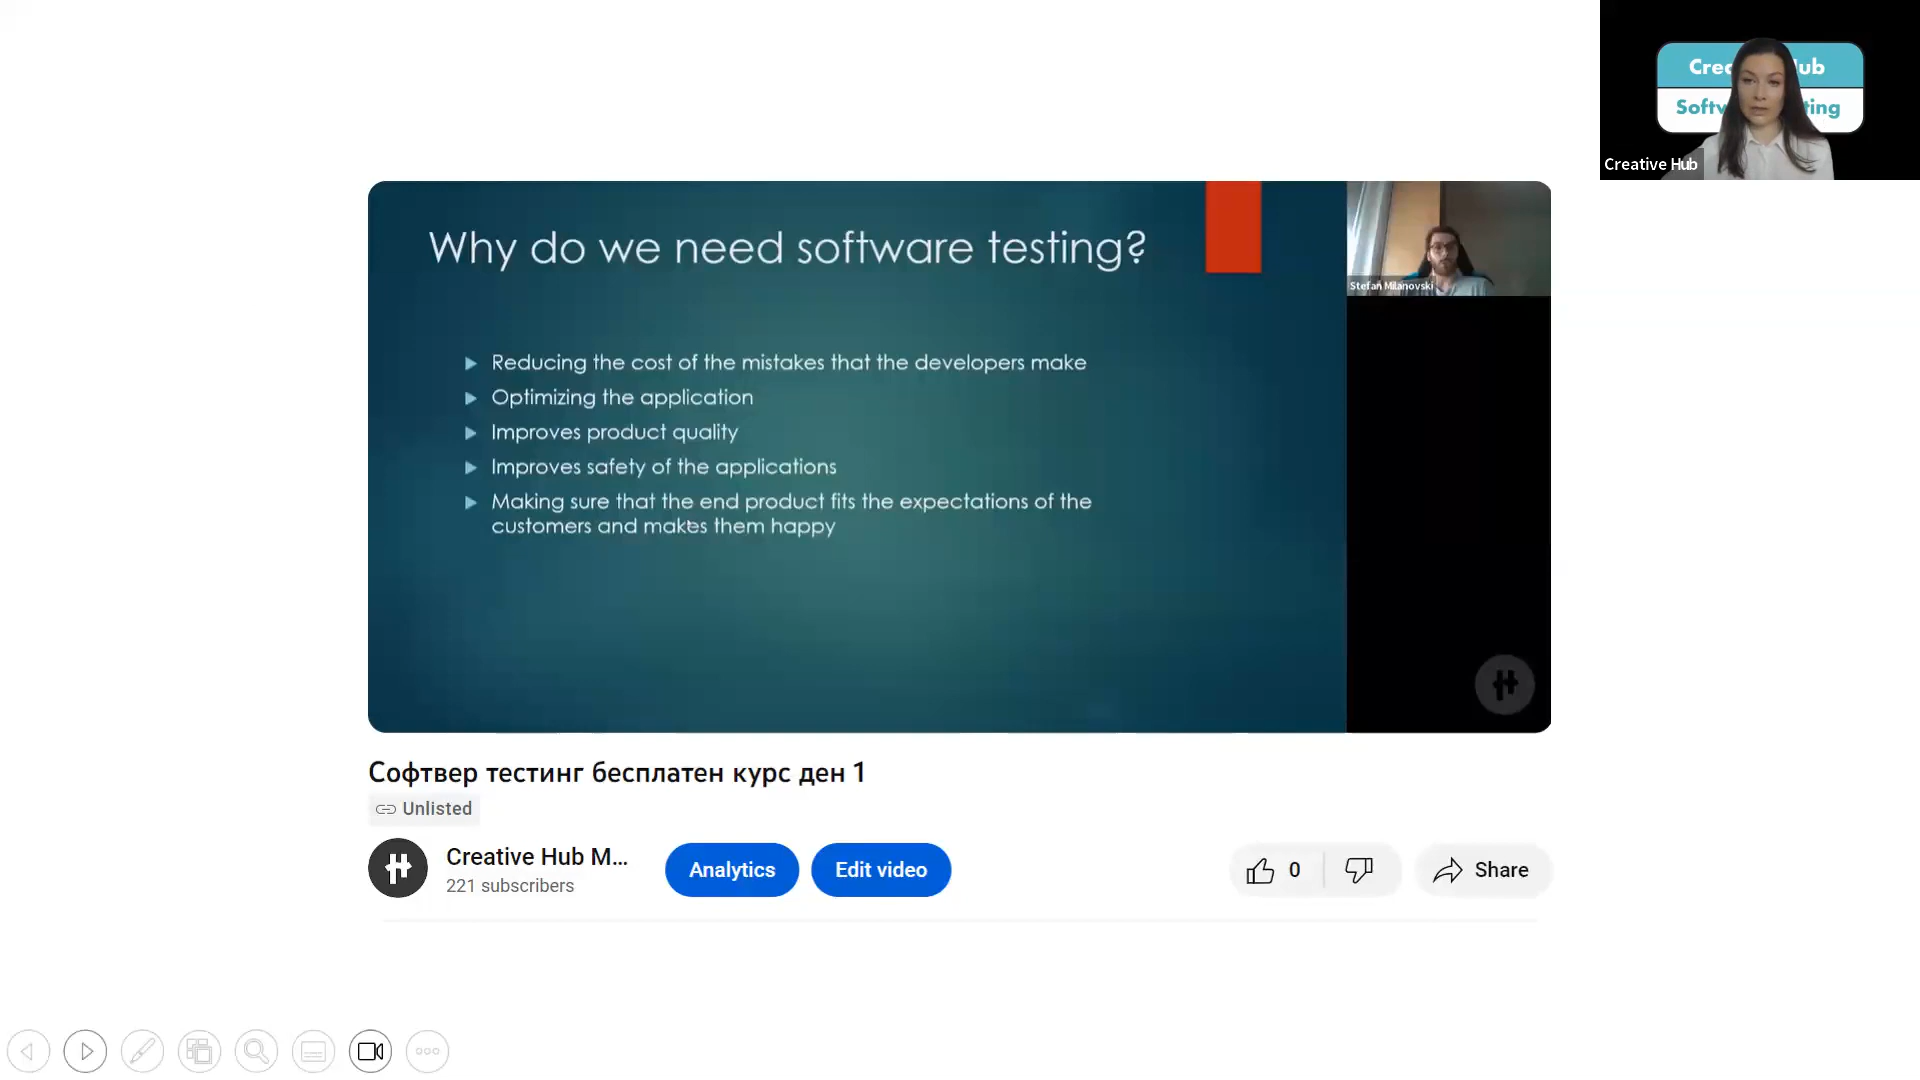 Why do we need software testing?
Reducing the cost of the mistakes that the developers make
Optimizing the application
Improves product quality
Improves safety of the applications
Making sure that the end product fits the expectations of the
customers and makes them happy
Stefan Milanovski
Creative Hub
Софтвер тестинг бесплатен курс ден 1
Unlisted
Creative Hub M...
221 subscribers
Analytics
Edit video
0
Share